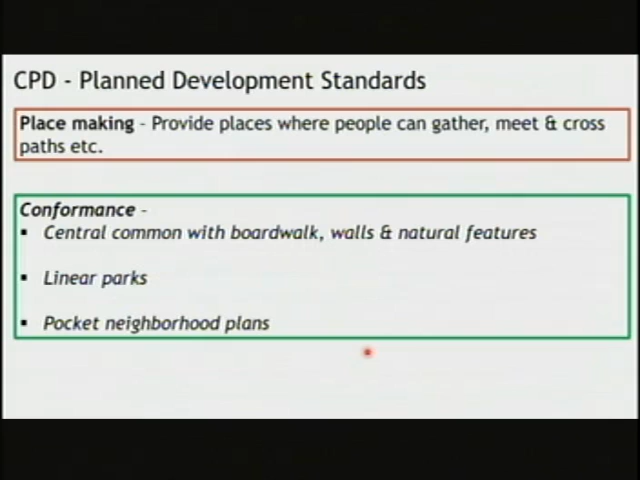 CPD - Planned Development Standards
Place making - Provide places where people can gather, meet & cross
paths etc.
Conformance -
▪ Central common with boardwalk, walls & natural features
▪ Linear parks
▪ Pocket neighborhood plans